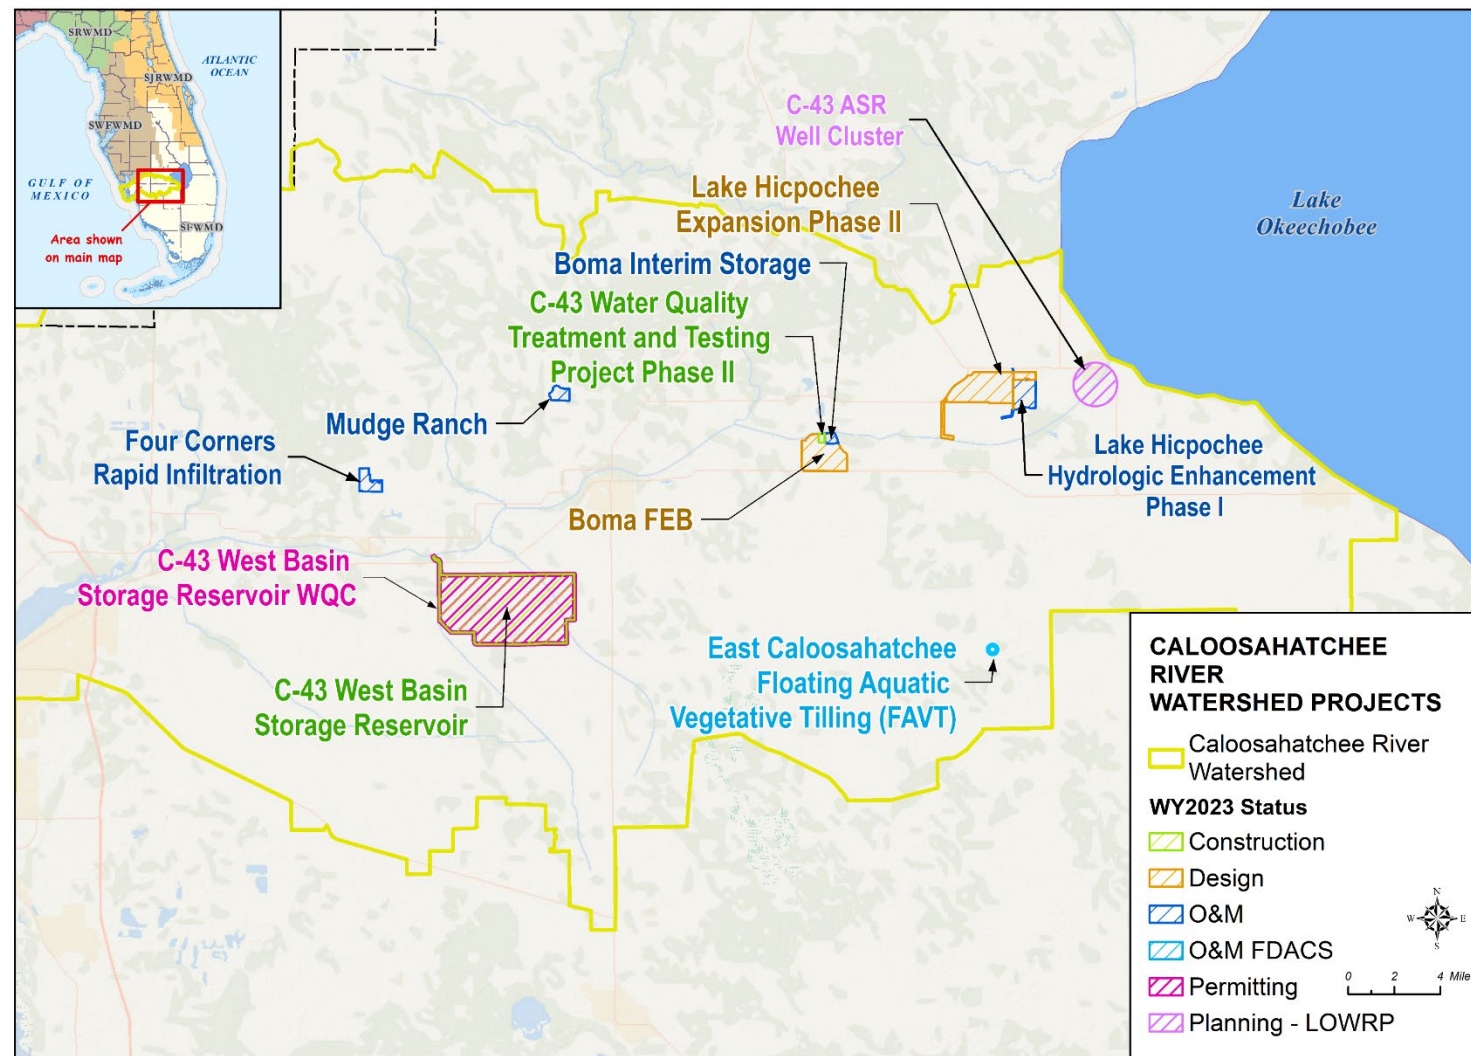 SRWMD
ATLANTIC
OCEAN
SJRWMD
SWFWMD
GULF OF
MEXICO
SFWMD
Area shown
on main map
C-43 ASR
Well Cluster
Lake Hicpochee
Expansion Phase II
Boma Interim Storage
C-43 Water Quality
Treatment and Testing
Project Phase II
Lake
Okeechobee
Mudge Ranch
Four Corners
Rapid Infiltration
Lake Hicpochee
Hydrologic Enhancement
Phase I
Boma FEB
C-43 West Basin
Storage Reservoir WQC
C-43 West Basin
Storage Reservoir
East Caloosahatchee
Floating Aquatic
Vegetative Tilling (FAVT)
CALOOSAHATCHEE
RIVER
WATERSHED PROJECTS
Caloosahatchee River
Watershed
WY2023 Status
Construction
Design
O&M
O&M FDACS
Permitting
Planning - LOWRP
N
W E
S
0 2 4 Mile